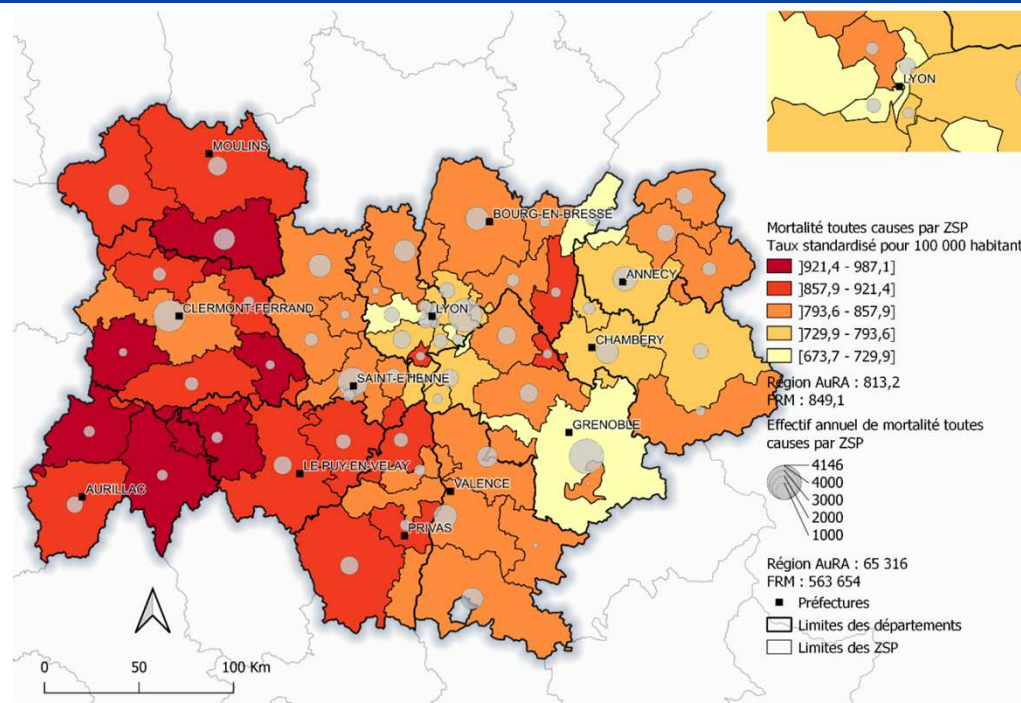 MOULINS
BOURG-EN-BRESSE
ANNECY
CLERMONT-FERRAND
LYON
CHAMBERY
SAINT-ETIENNE
GRENOBLE
LE-PUY-EN-VELAY
AURILLAC
VALENCE
PRIVAS
0 50 100 Km
LYON
Mortalité toutes causes par ZSP
Taux standardisé pour 100 000 habitant
]921,4 - 987,1]
]857,9 - 921,4]
]793,6 - 857,9]
]729,9 - 793,6]
[673,7 - 729,9]
Région AuRA : 813,2
FRM : 849,1
Effectif annuel de mortalité toutes
causes par ZSP
4146
4000
3000
2000
1000
Région AuRA : 65 316
FRM : 563 654
Préfectures
Limites des départements
Limites des ZSP